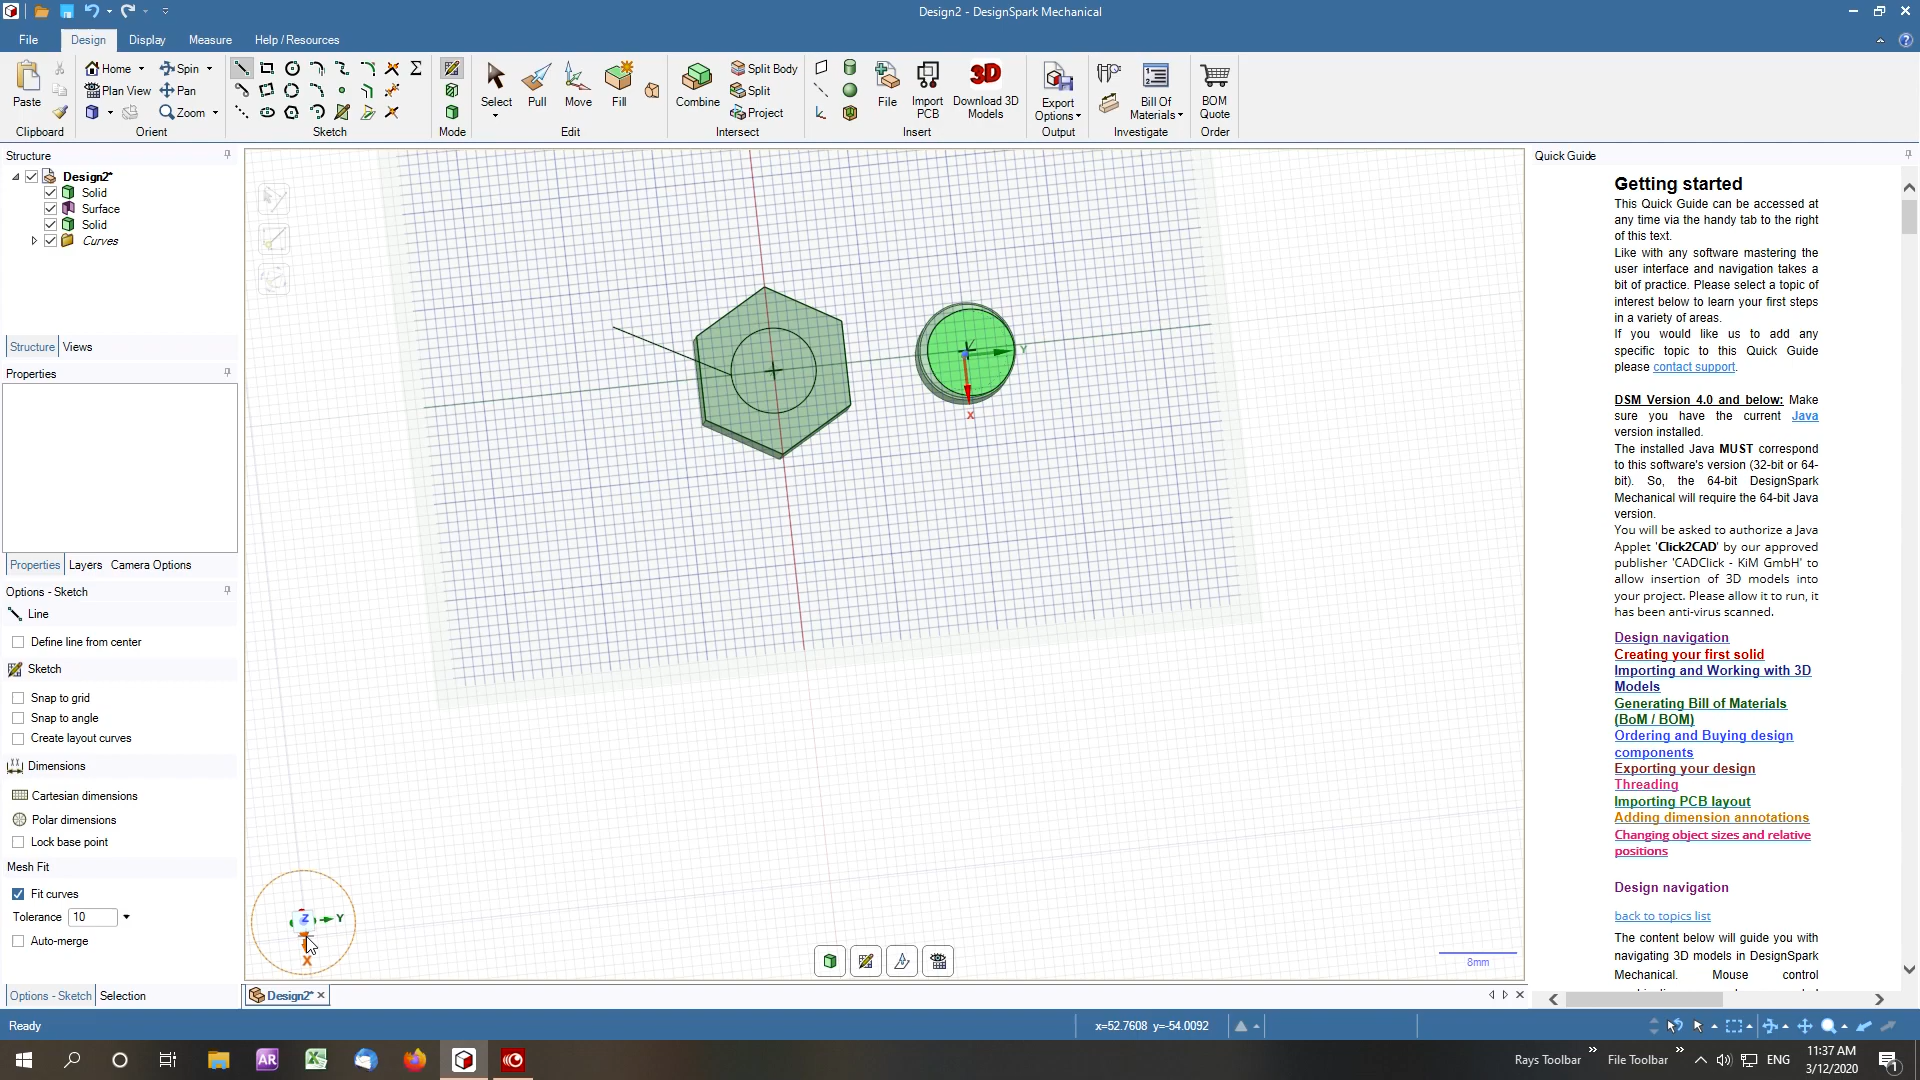 Design2 - DesignSpark Mechanical
File
Design
Display
Measure
Help / Resources
Paste
Clipboard
Home
Spin
Plan View
Pan
Zoom
Orient
Sketch
Mode
Select
Pull
Move
Fill
Edit
Combine
Split Body
Split
Project
Intersect
File
Import PCB
3D
Download 3D Models
Insert
Export Options
Output
Bill Of Materials
Investigate
BOM Quote
Order
Structure
Design2*
Solid
Surface
Solid
Curves
Structure
Views
Properties
Properties
Layers
Camera Options
Options - Sketch
Line
Define line from center
Sketch
Snap to grid
Snap to angle
Create layout curves
Dimensions
Cartesian dimensions
Polar dimensions
Lock base point
Mesh Fit
Fit curves
Tolerance 10
Auto-merge
Options - Sketch
Selection
Y
X
Z
Y
X
8mm
Design2*
Quick Guide
Getting started
This Quick Guide can be accessed at
any time via the handy tab to the right
of this text.
Like with any software mastering the
user interface and navigation takes a
bit of practice. Please select a topic of
interest below to learn your first steps
in a variety of areas.
If you would like us to add any
specific topic to this Quick Guide
please contact support.
DSM Version 4.0 and below: Make
sure you have the current Java
version installed.
The installed Java MUST correspond
to this software's version (32-bit or 64-
bit). So, the 64-bit DesignSpark
Mechanical will require the 64-bit Java
version.
You will be asked to authorize a Java
Applet 'Click2CAD' by our approved
publisher 'CADClick - KiM GmbH' to
allow insertion of 3D models into
your project. Please allow it to run, it
has been anti-virus scanned.
Design navigation
Creating your first solid
Importing and Working with 3D
Models
Generating Bill of Materials
(BoM / BOM)
Ordering and Buying design
components
Exporting your design
Threading
Importing PCB layout
Adding dimension annotations
Changing object sizes and relative
positions
Design navigation
back to topics list
The content below will guide you with
navigating 3D models in DesignSpark
Mechanical. Mouse control
Ready
x=52.7608 y=-54.0092
AR
Rays Toolbar
File Toolbar
ENG
11:37 AM
3/12/2020
1